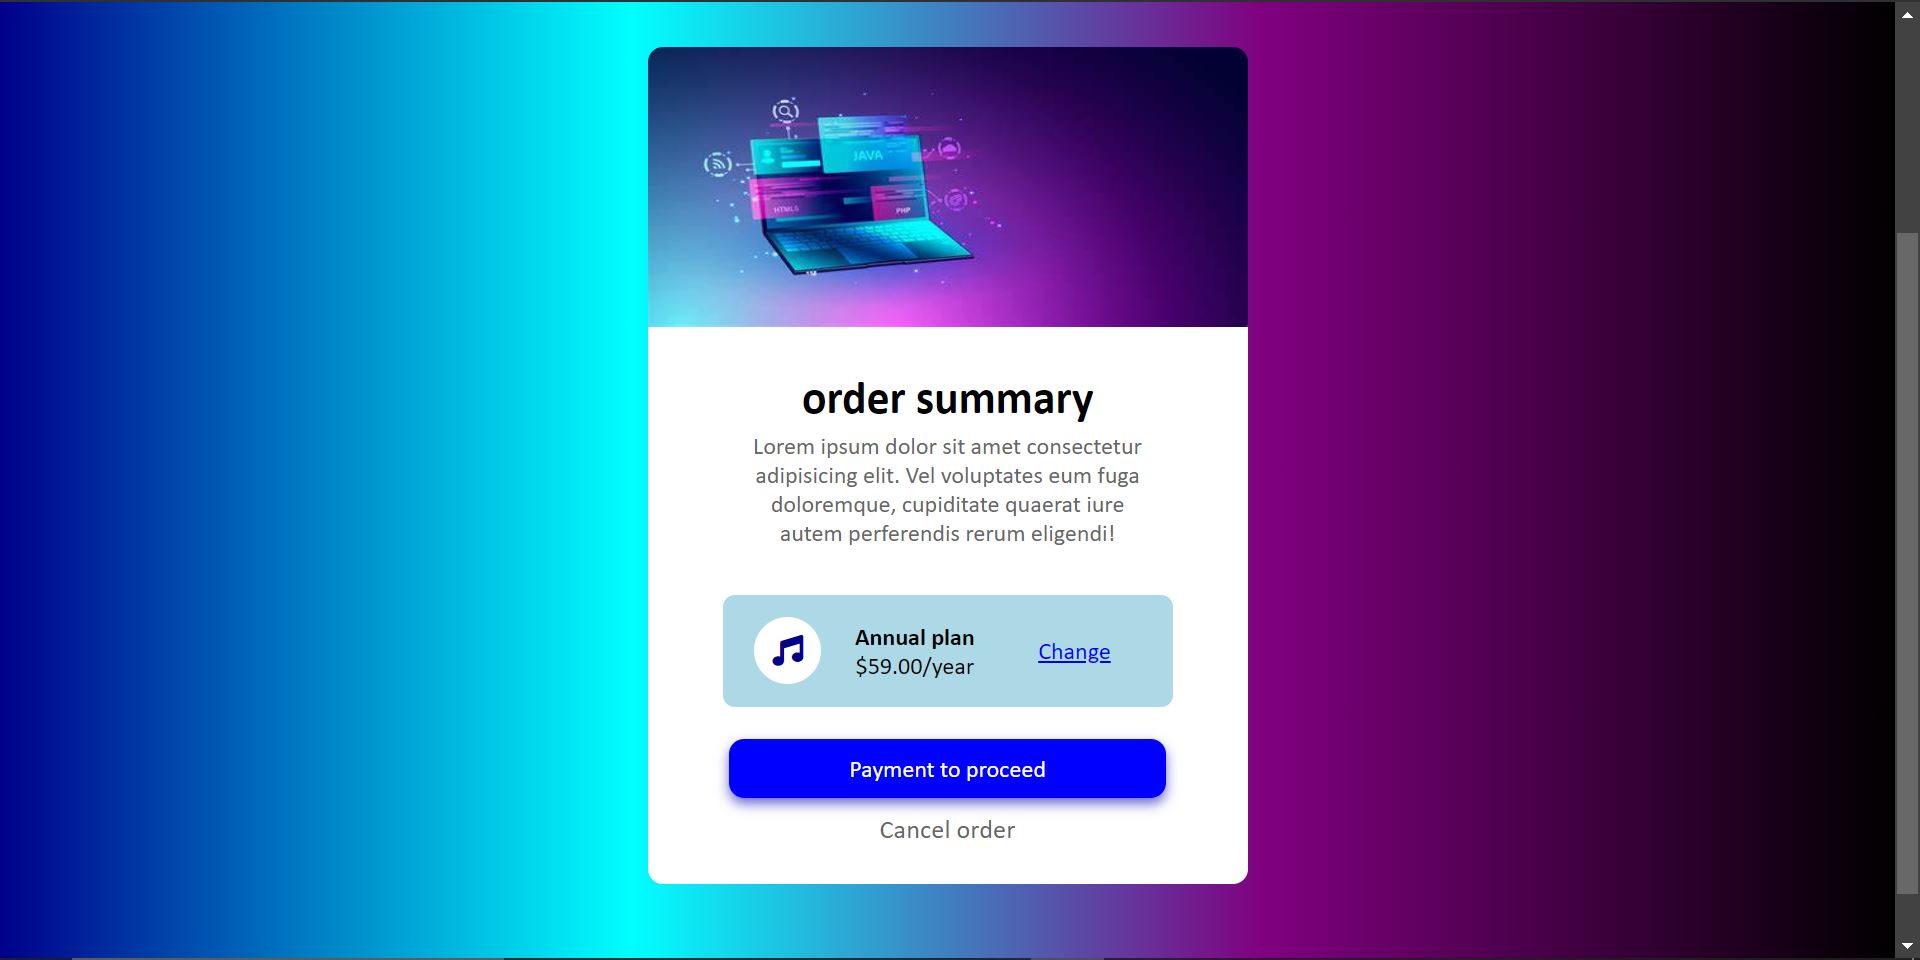 JAVA
HTML5
PHP
order summary
Lorem ipsum dolor sit amet consectetur
adipisicing elit. Vel voluptates eum fuga
doloremque, cupiditate quaerat iure
autem perferendis rerum eligendi!
Annual plan
$59.00/year
Change
Payment to proceed
Cancel order